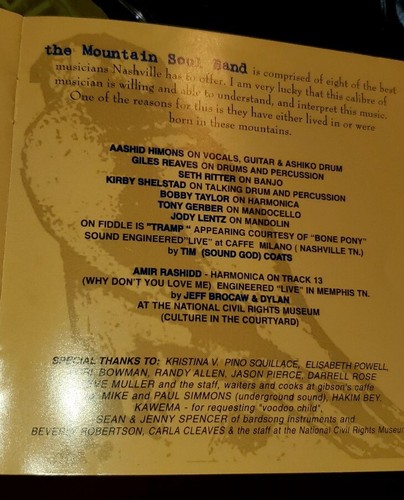 the Mountain Soul Band is comprised of eight of the best
musicians Nashville has to offer. I am very lucky that this calibre of
musician is willing and able to understand, and interpret this music.
One of the reasons for this is they have either lived in or were
born in these mountains.
AASHID HIMONS ON VOCALS, GUITAR & ASHIKO DRUM
GILES REAVES ON DRUMS AND PERCUSSION
SETH RITTER ON BANJO
KIRBY SHELSTAD ON TALKING DRUM AND PERCUSSION
BOBBY TAYLOR ON HARMONICA
TONY GERBER ON MANDOCELLO
JODY LENTZ ON MANDOLIN
ON FIDDLE IS "TRAMP " APPEARING COURTESY OF "BONE PONY"
SOUND ENGINEERED"LIVE" at CAFFE MILANO ( NASHVILLE TN.)
by TIM (SOUND GOD) COATS
AMIR RASHIDD - HARMONICA ON TRACK 13
(WHY DON'T YOU LOVE ME) ENGINEERED "LIVE" IN MEMPHIS TN.
by JEFF BROCAW & DYLAN
AT THE NATIONAL CIVIL RIGHTS MUSEUM
(CULTURE IN THE COURTYARD)
SPECIAL THANKS TO: KRISTINA V. PINO SQUILLACE, ELISABETH POWELL,
BOWMAN, RANDY ALLEN, JASON PIERCE, DARRELL ROSE
MULLER and the staff, waiters and cooks at gibson's caffe
MIKE and PAUL SIMMONS (underground sound), HAKIM BEY,
KAWEMA - for requesting "voodoo child",
SEAN & JENNY SPENCER of bardsong instruments and
BEVERLY ROBERTSON, CARLA CLEAVES & the staff at the National Civil Rights